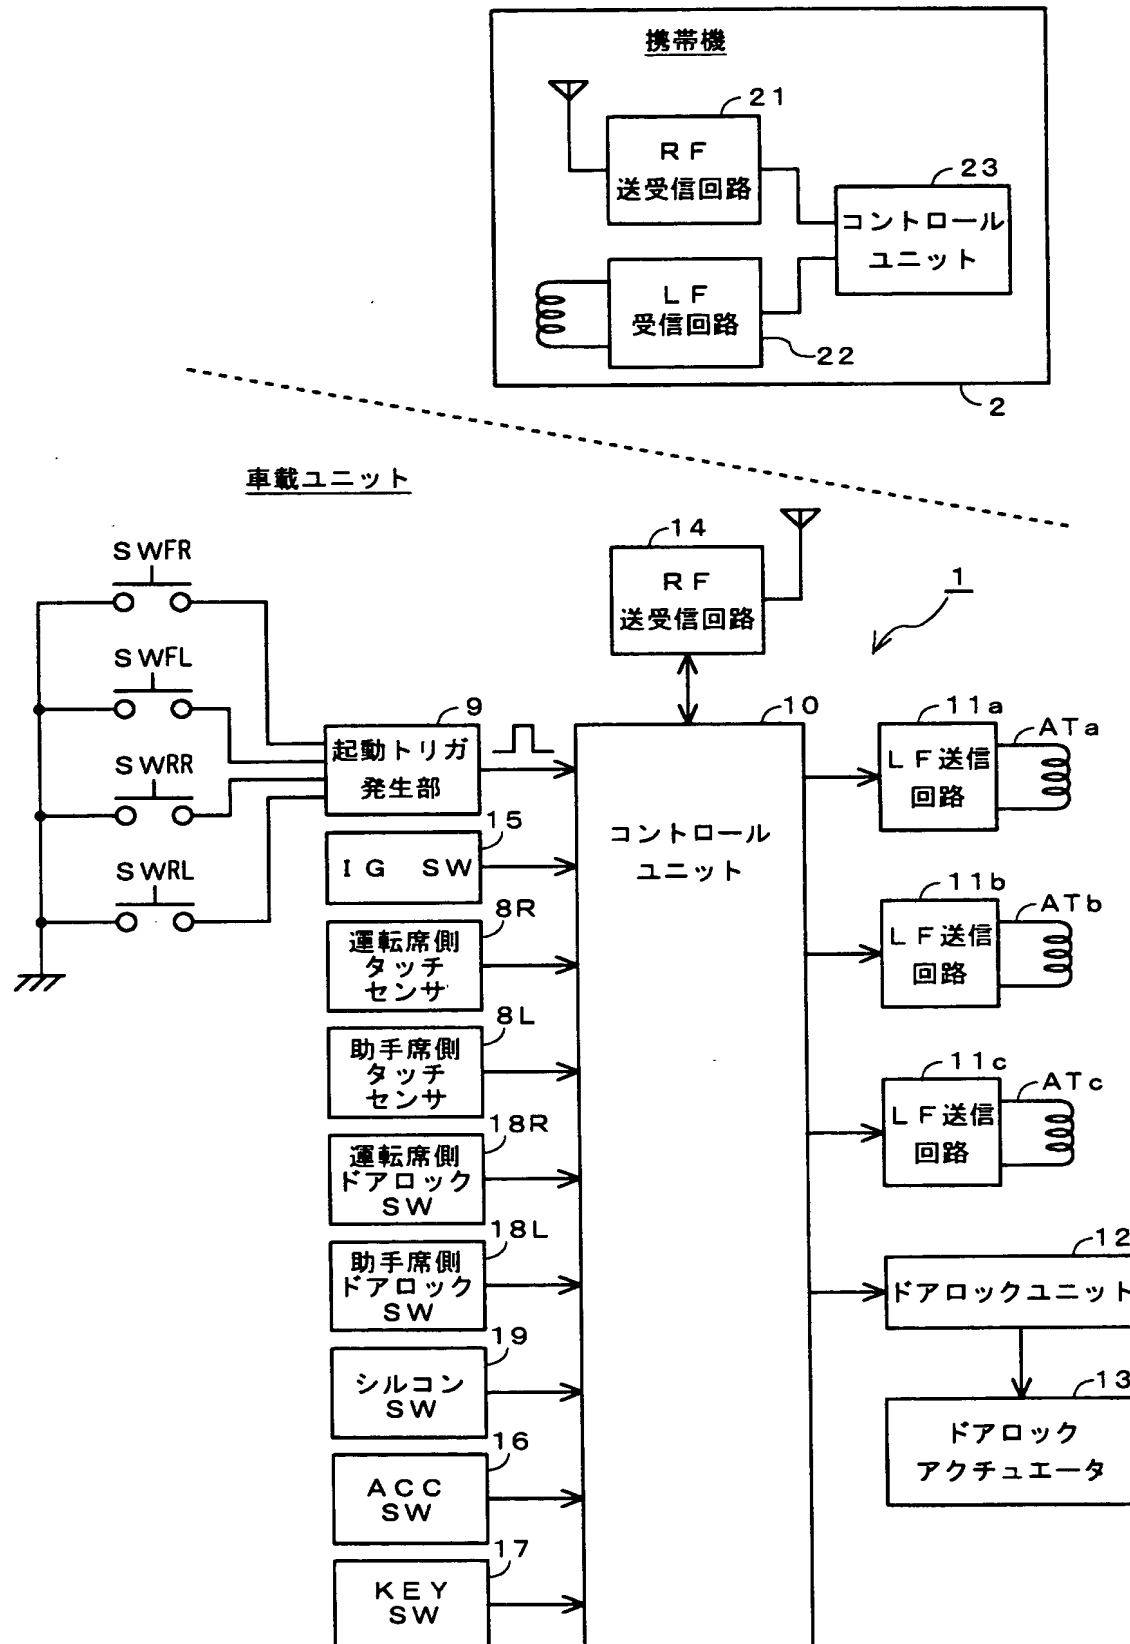 携帯機
21
RF
送受信回路
23
コントロール
ユニット
LF
受信回路
22
2
車載ユニット
SWFR
SWFL
SWRR
SWRL
14
RF
送受信回路
1
9
起動トリガ
発生部
10
コントロール
ユニット
15
IG SW
8R
運転席側
タッチ
センサ
8L
助手席側
タッチ
センサ
18R
運転席側
ドアロック
SW
18L
助手席側
ドアロック
SW
19
シルコン
SW
16
ACC
SW
17
KEY
SW
11a
ATa
LF送信
回路
11b
ATb
LF送信
回路
11c
ATc
LF送信
回路
12
ドアロックユニット
13
ドアロック
アクチュエータ